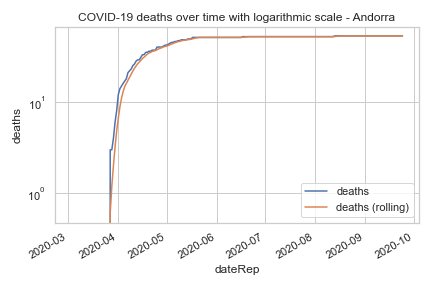 COVID-19 deaths over time with logarithmic scale - Andorra
deaths
10¹
10⁰
deaths
deaths (rolling)
2020-03
2020-04
2020-05
2020-06
2020-07
2020-08
2020-09
2020-10
dateRep